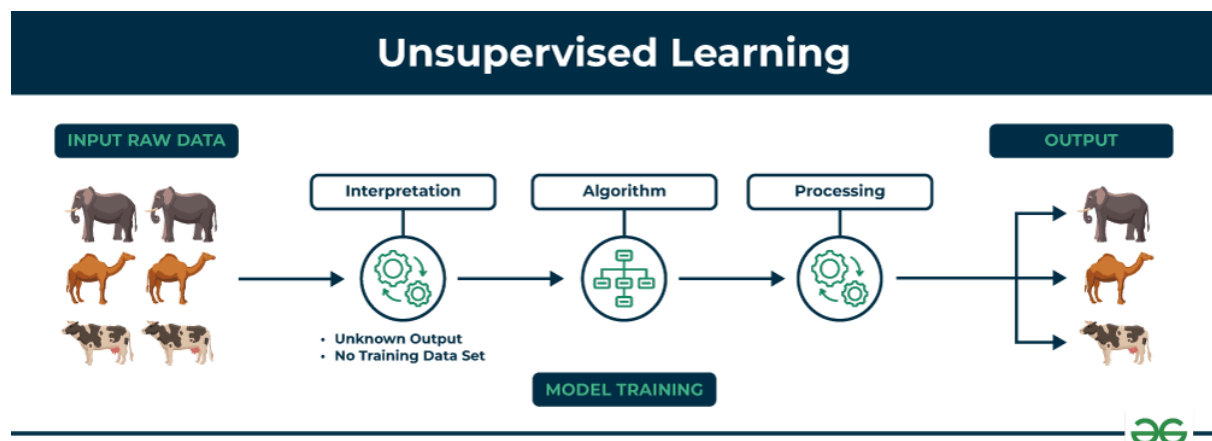 Unsupervised Learning
INPUT RAW DATA
OUTPUT
Interpretation
Algorithm
Processing
• Unknown Output
• No Training Data Set
MODEL TRAINING